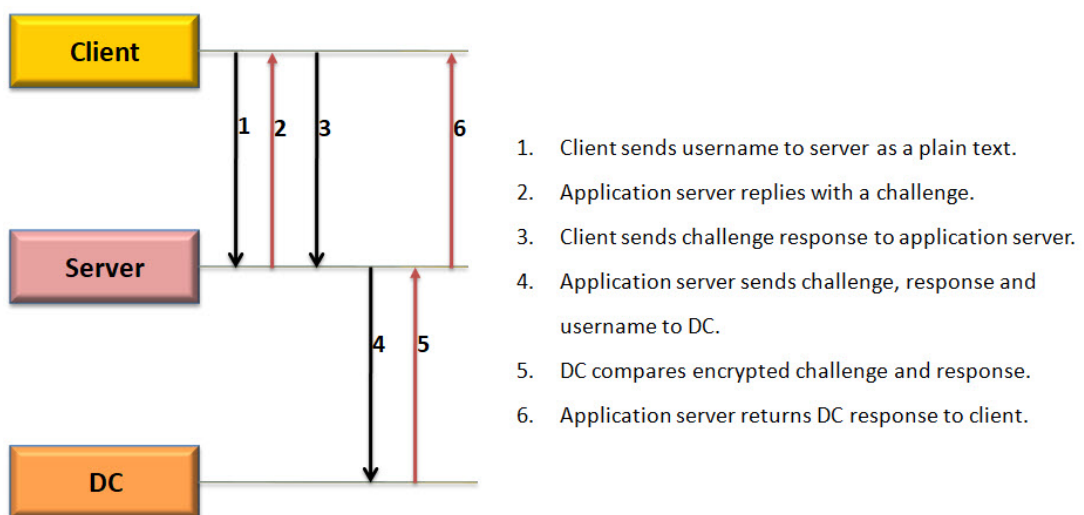 Client
1 2 3 6
Server
4 5
DC
1. Client sends username to server as a plain text.
2. Application server replies with a challenge.
3. Client sends challenge response to application server.
4. Application server sends challenge, response and
username to DC.
5. DC compares encrypted challenge and response.
6. Application server returns DC response to client.